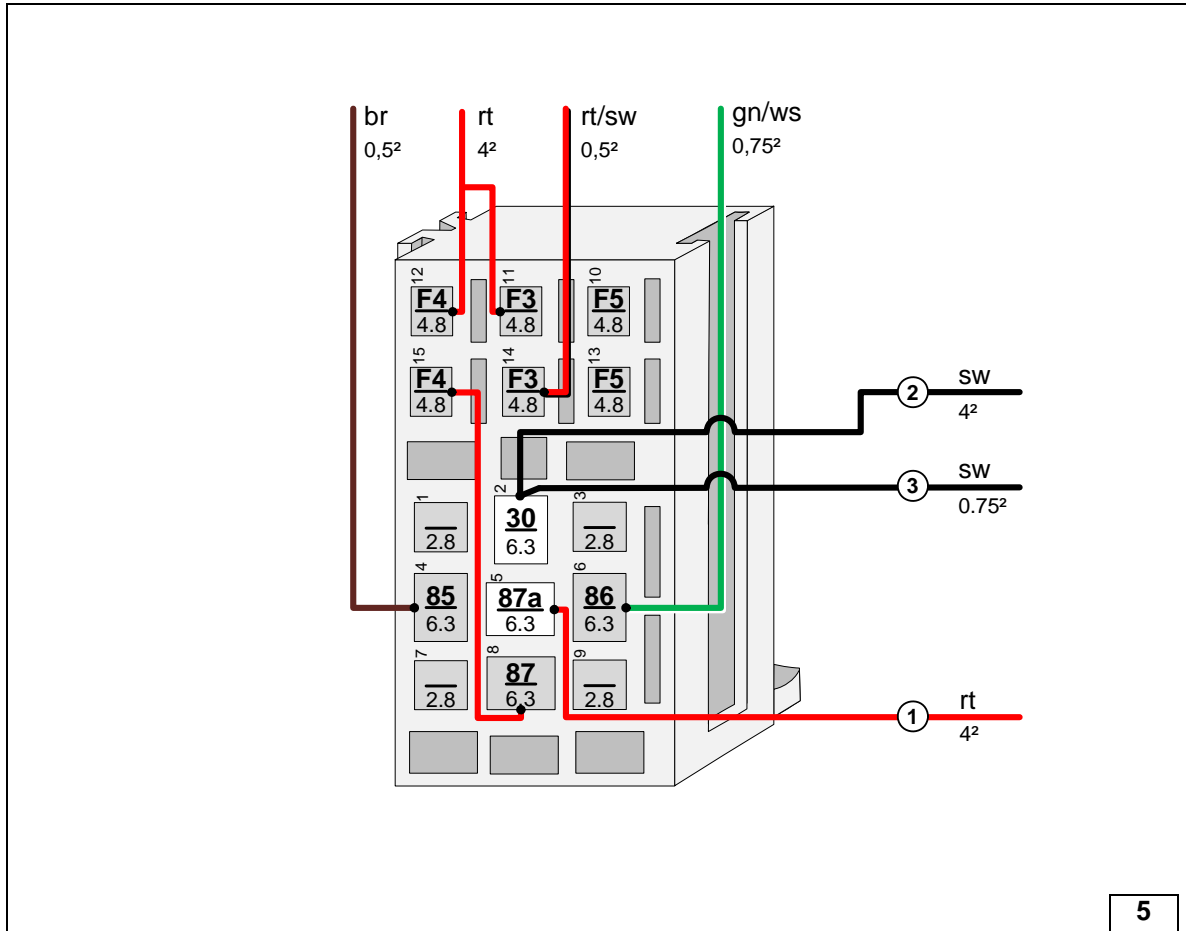 br rt rt/sw gn/ws
0,5² 4² 0,5² 0,75²
12 11 10
F4 F3 F5
4.8 4.8 4.8
15 14 13
F4 F3 F5
4.8 4.8 4.8
2 sw
4²
3 sw
0.75²
1 2 3
30
2.8 6.3 2.8
4 5 6
85 87a 86
6.3 6.3 6.3
7 8 9
87
2.8 6.3 2.8
1 rt
4²
5